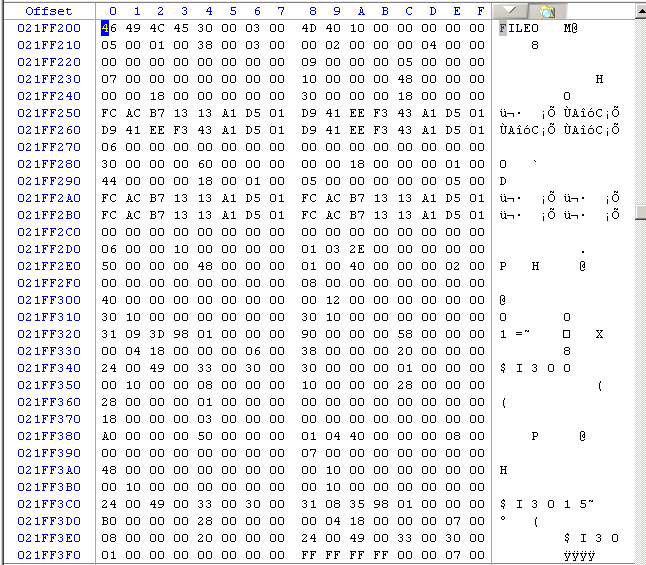 Offset 0 1 2 3 4 5 6 7 8 9 A B C D E F
021FF200 46 49 4C 45 30 00 03 00 4D 40 10 00 00 00 00 00 FILE0 M@
021FF210 05 00 01 00 38 00 03 00 00 02 00 00 00 04 00 00 8
021FF220 00 00 00 00 00 00 00 00 09 00 00 00 05 00 00 00
021FF230 07 00 00 00 00 00 00 00 10 00 00 00 48 00 00 00 H
021FF240 00 00 18 00 00 00 00 00 30 00 00 00 18 00 00 00 0
021FF250 FC AC B7 13 13 A1 D5 01 D9 41 EE F3 43 A1 D5 01 ü¬· ¡Õ ÙAîóC¡Õ
021FF260 D9 41 EE F3 43 A1 D5 01 D9 41 EE F3 43 A1 D5 01 ÙAîóC¡Õ ÙAîóC¡Õ
021FF270 06 00 00 00 00 00 00 00 00 00 00 00 00 00 00 00
021FF280 30 00 00 00 60 00 00 00 00 00 18 00 00 00 01 00 0 `
021FF290 44 00 00 00 18 00 01 00 05 00 00 00 00 00 05 00 D
021FF2A0 FC AC B7 13 13 A1 D5 01 FC AC B7 13 13 A1 D5 01 ü¬· ¡Õ ü¬· ¡Õ
021FF2B0 FC AC B7 13 13 A1 D5 01 FC AC B7 13 13 A1 D5 01 ü¬· ¡Õ ü¬· ¡Õ
021FF2C0 00 00 00 00 00 00 00 00 00 00 00 00 00 00 00 00
021FF2D0 06 00 00 10 00 00 00 00 01 03 2E 00 00 00 00 00 .
021FF2E0 50 00 00 00 48 00 00 00 01 00 40 00 00 00 02 00 P H @
021FF2F0 00 00 00 00 00 00 00 00 08 00 00 00 00 00 00 00
021FF300 40 00 00 00 00 00 00 00 00 12 00 00 00 00 00 00 @
021FF310 30 10 00 00 00 00 00 00 30 10 00 00 00 00 00 00 0 0
021FF320 31 09 3D 98 01 00 00 00 90 00 00 00 58 00 00 00 1 =˜ □ X
021FF330 00 04 18 00 00 00 06 00 38 00 00 00 20 00 00 00 8
021FF340 24 00 49 00 33 00 30 00 30 00 00 00 01 00 00 00 $ I 3 0 0
021FF350 00 10 00 00 08 00 00 00 10 00 00 00 28 00 00 00 (
021FF360 28 00 00 00 01 00 00 00 00 00 00 00 00 00 00 00 (
021FF370 18 00 00 00 03 00 00 00 00 00 00 00 00 00 00 00
021FF380 A0 00 00 00 50 00 00 00 01 04 40 00 00 00 08 00 P @
021FF390 00 00 00 00 00 00 00 00 07 00 00 00 00 00 00 00
021FF3A0 48 00 00 00 00 00 00 00 00 10 00 00 00 00 00 00 H
021FF3B0 00 10 00 00 00 00 00 00 00 10 00 00 00 00 00 00
021FF3C0 24 00 49 00 33 00 30 00 31 08 35 98 01 00 00 00 $ I 3 0 1 5˜
021FF3D0 B0 00 00 00 28 00 00 00 00 04 18 00 00 00 07 00 ° (
021FF3E0 08 00 00 00 20 00 00 00 24 00 49 00 33 00 30 00 $ I 3 0
021FF3F0 01 00 00 00 00 00 00 00 FF FF FF FF 00 00 07 00 ÿÿÿÿ